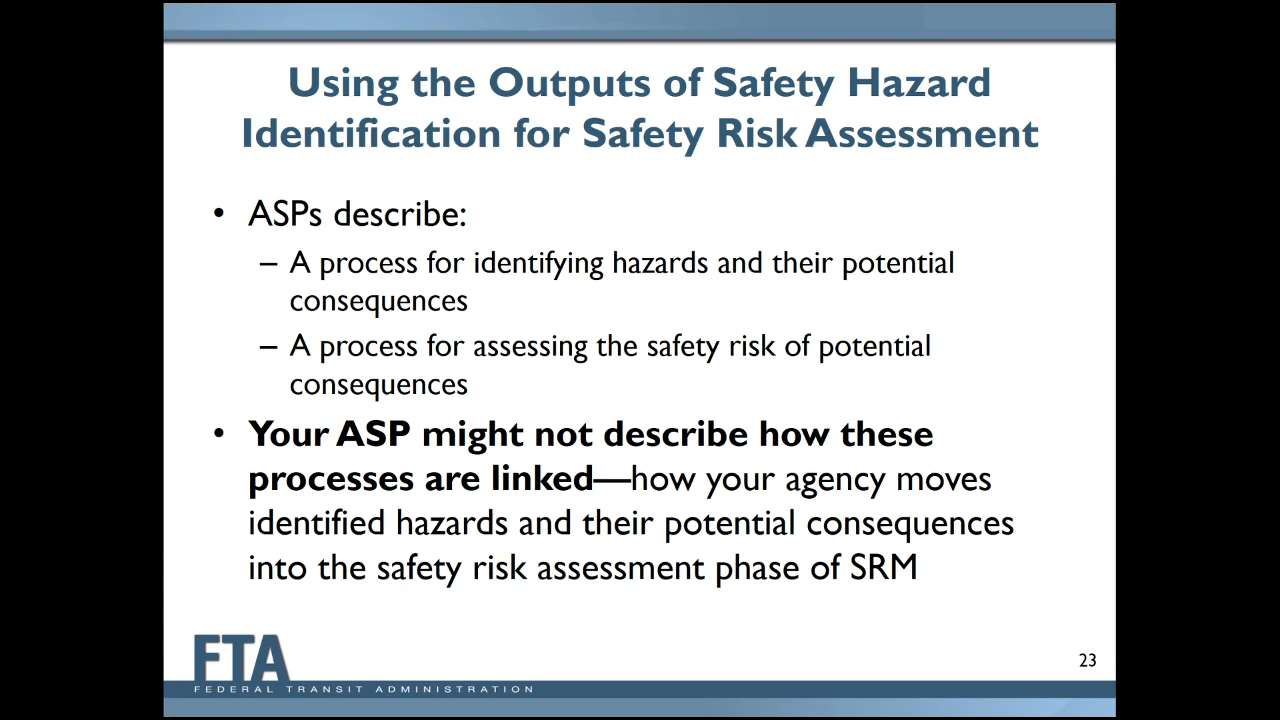 Using the Outputs of Safety Hazard
Identification for Safety Risk Assessment
• ASPs describe:
– A process for identifying hazards and their potential
consequences
– A process for assessing the safety risk of potential
consequences
• Your ASP might not describe how these
processes are linked—how your agency moves
identified hazards and their potential consequences
into the safety risk assessment phase of SRM
FTA
FEDERAL TRANSIT ADMINISTRATION
23